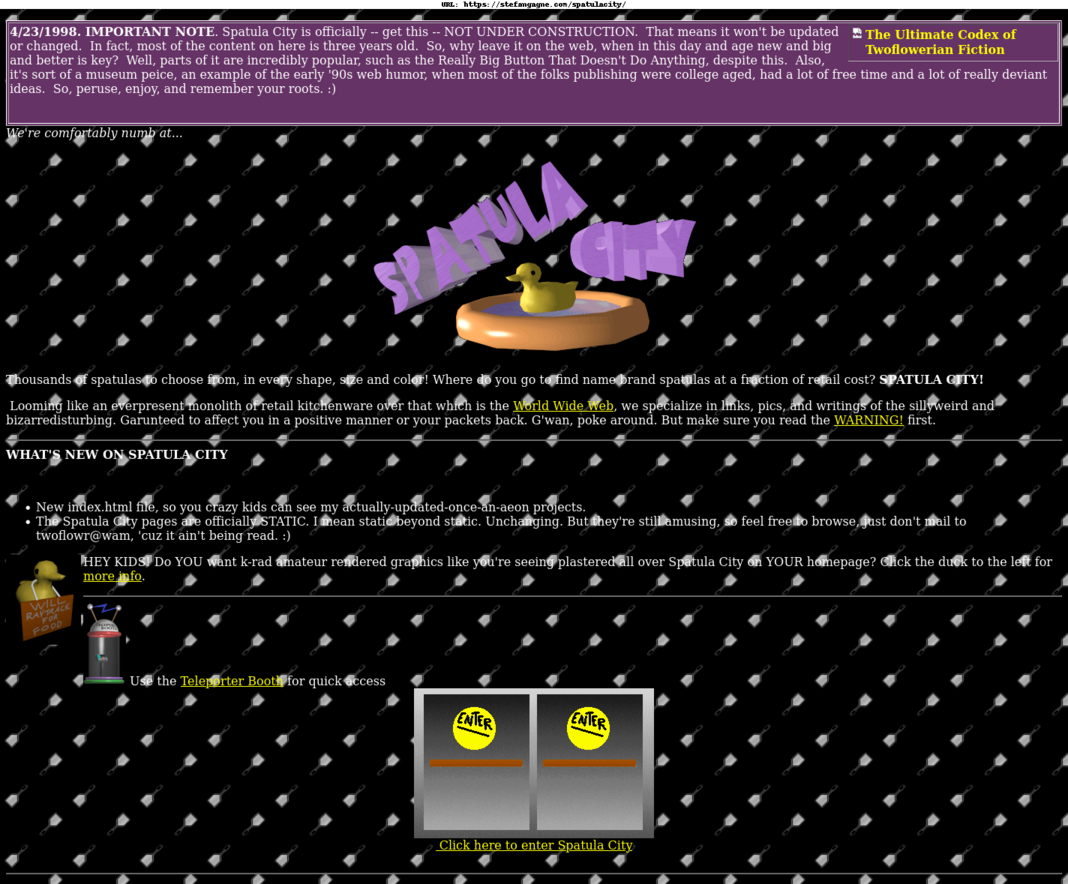 URL: https://stefangagne.com/spatulacity/
4/23/1998. IMPORTANT NOTE. Spatula City is officially -- get this -- NOT UNDER CONSTRUCTION.  That means it won't be updated
or changed.  In fact, most of the content on here is three years old.  So, why leave it on the web, when in this day and age new and big
and better is key?  Well, parts of it are incredibly popular, such as the Really Big Button That Doesn't Do Anything, despite this.  Also,
it's sort of a museum peice, an example of the early '90s web humor, when most of the folks publishing were college aged, had a lot of free time and a lot of really deviant
ideas.  So, peruse, enjoy, and remember your roots. :)
The Ultimate Codex of
Twoflowerian Fiction
We're comfortably numb at...
SPATULA CITY
Thousands of spatulas to choose from, in every shape, size and color! Where do you go to find name brand spatulas at a fraction of retail cost? SPATULA CITY!
Looming like an everpresent monolith of retail kitchenware over that which is the World Wide Web, we specialize in links, pics, and writings of the sillyweird and
bizarredisturbing. Garunteed to affect you in a positive manner or your packets back. G'wan, poke around. But make sure you read the WARNING! first.
WHAT'S NEW ON SPATULA CITY
• New index.html file, so you crazy kids can see my actually-updated-once-an-aeon projects.
• The Spatula City pages are officially STATIC. I mean static beyond static. Unchanging. But they're still amusing, so feel free to browse, just don't mail to
twoflowr@wam, 'cuz it ain't being read. :)
WILL
RAYTRACE
FOR
FOOD
HEY KIDS! Do YOU want k-rad amateur rendered graphics like you're seeing plastered all over Spatula City on YOUR homepage? Click the duck to the left for
more info.
Use the Teleporter Booth for quick access
ENTER ENTER
Click here to enter Spatula City